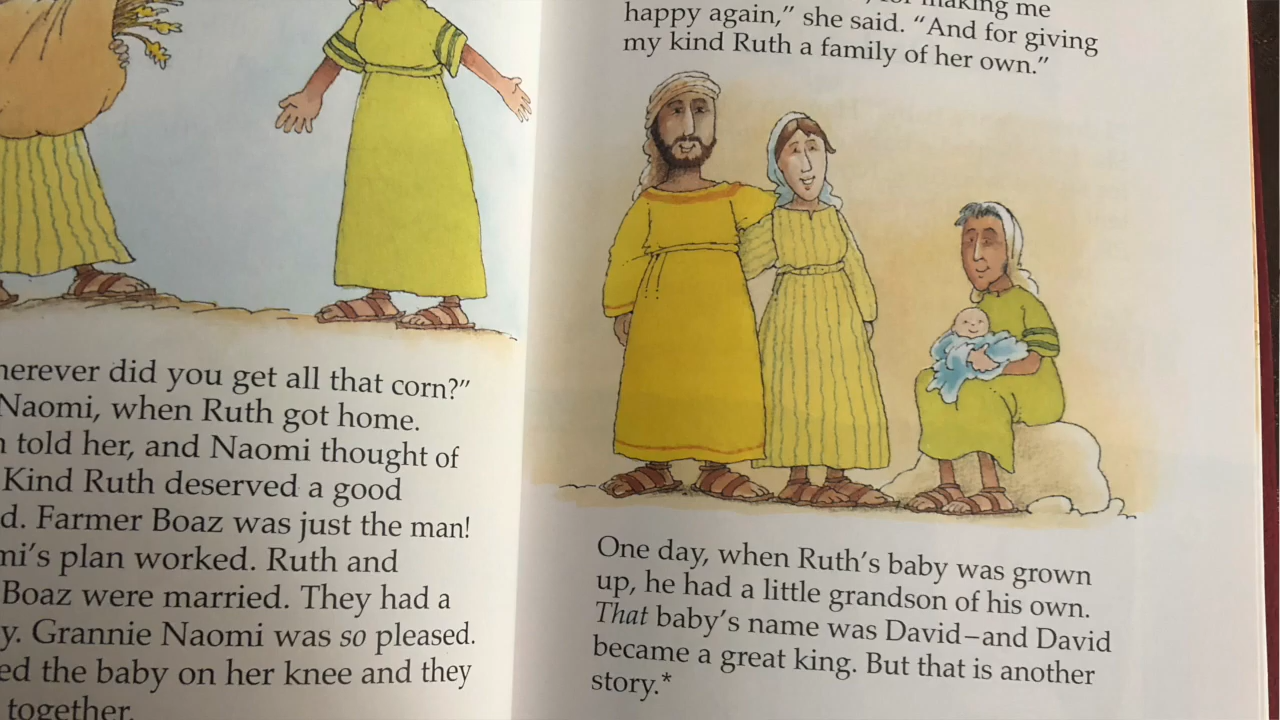 did you get all that corn?”
Naomi, when Ruth got home.
told her, and Naomi thought of
Kind Ruth deserved a good
Farmer Boaz was just the man!
plan worked. Ruth and
Boaz were married. They had a
Grannie Naomi was so pleased.
the baby on her knee and they
together.
making me
happy again,” she said. “And for giving
my kind Ruth a family of her own.”
One day, when Ruth’s baby was grown
up, he had a little grandson of his own.
That baby’s name was David–and David
became a great king. But that is another
story.*